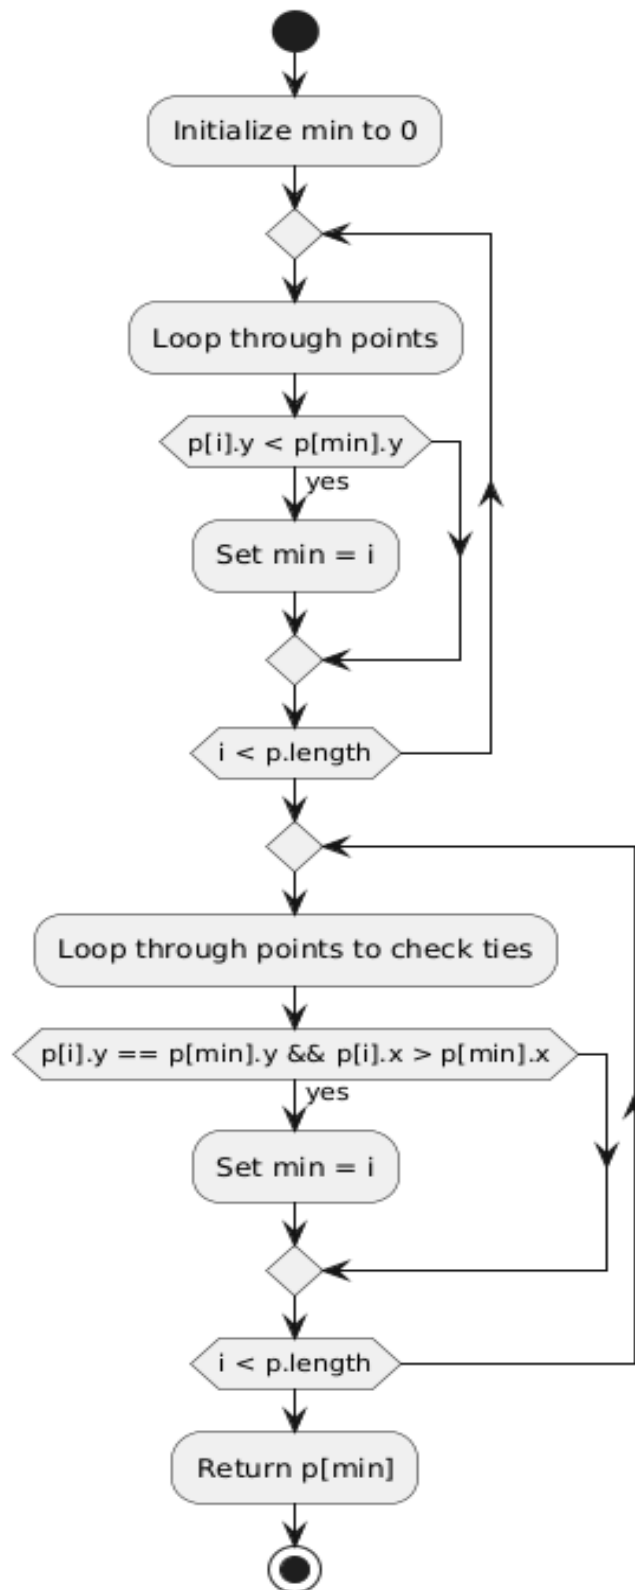 Initialize min to 0
Loop through points
p[i].y < p[min].y
yes
Set min = i
i < p.length
Loop through points to check ties
p[i].y == p[min].y && p[i].x > p[min].x
yes
Set min = i
i < p.length
Return p[min]